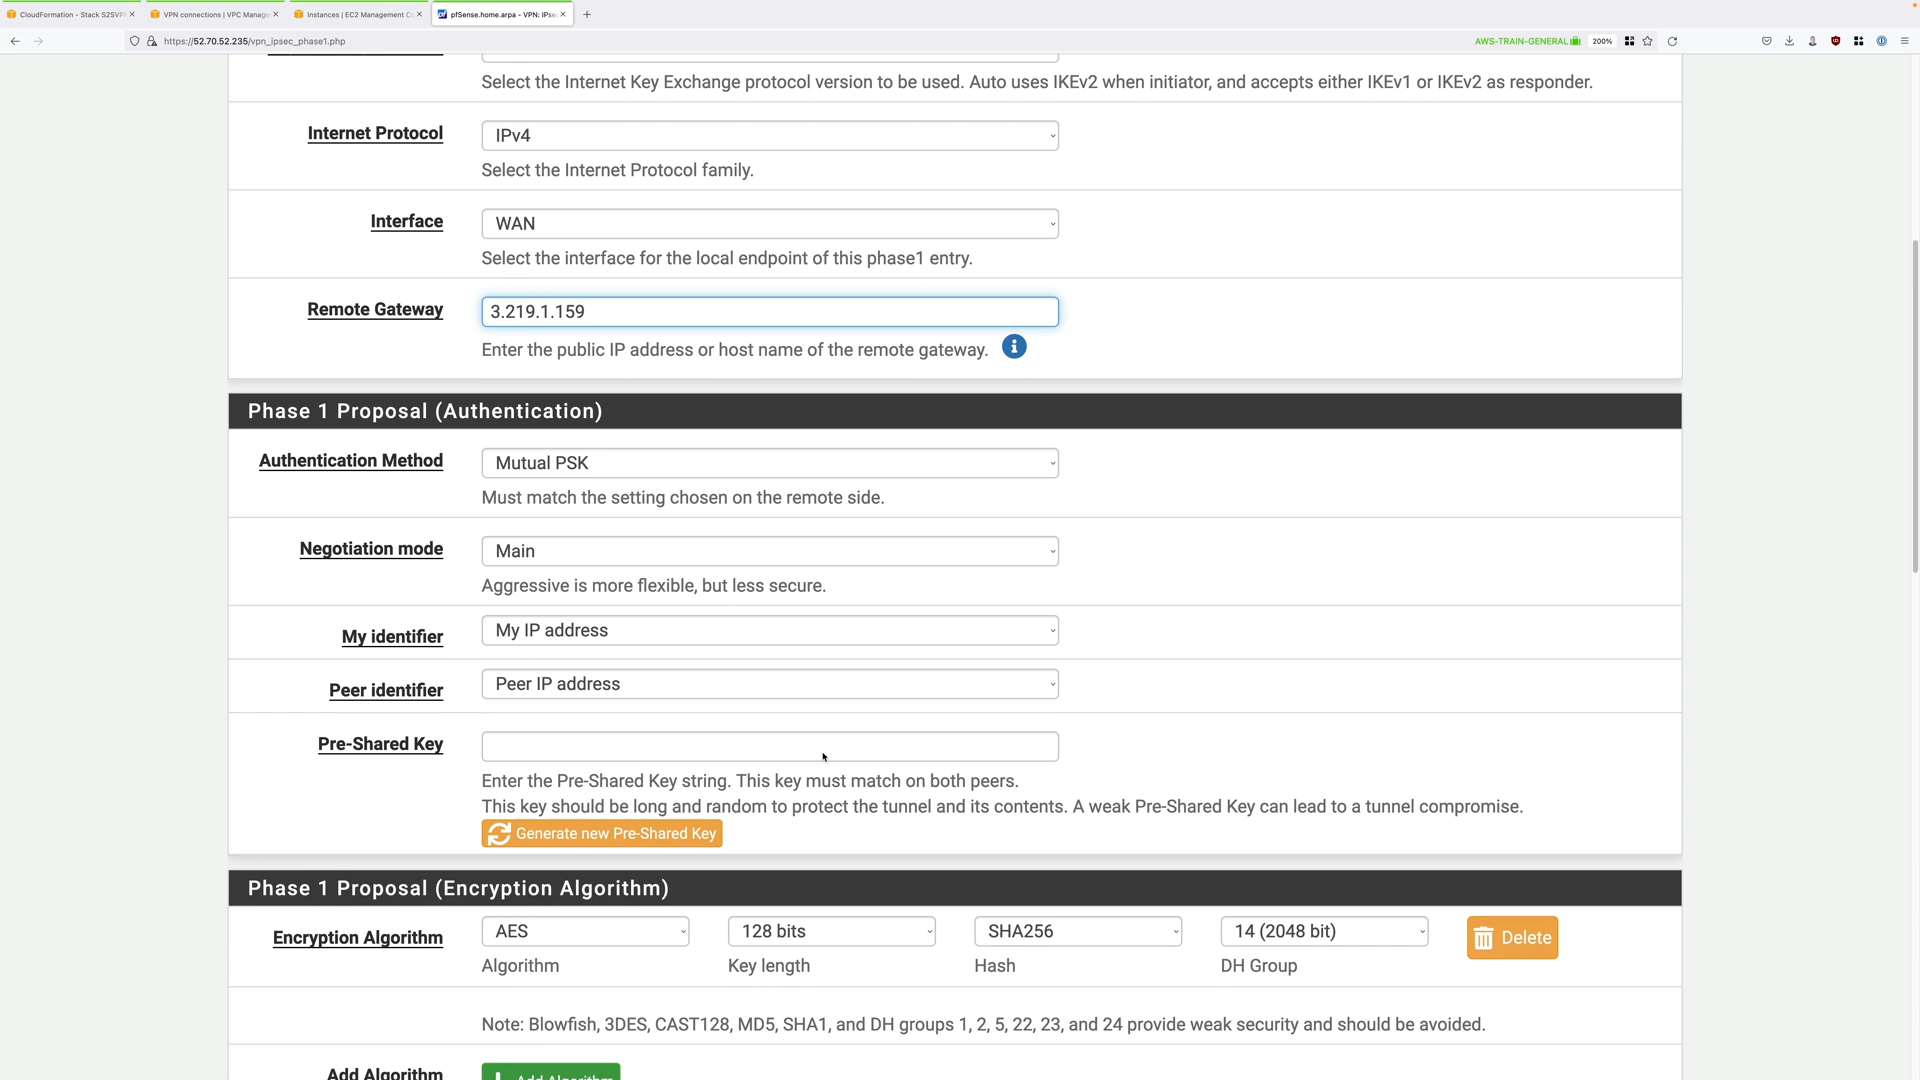 CloudFormation - Stack S2SVP
VPN connections | VPC Manage
Instances | EC2 Management Co
pfSense.home.arpa - VPN: IPsec
https://52.70.52.235/vpn_ipsec_phase1.php
AWS-TRAIN-GENERAL
200%
Select the Internet Key Exchange protocol version to be used. Auto uses IKEv2 when initiator, and accepts either IKEv1 or IKEv2 as responder.
Internet Protocol
IPv4
Select the Internet Protocol family.
Interface
WAN
Select the interface for the local endpoint of this phase1 entry.
Remote Gateway
3.219.1.159
Enter the public IP address or host name of the remote gateway.
Phase 1 Proposal (Authentication)
Authentication Method
Mutual PSK
Must match the setting chosen on the remote side.
Negotiation mode
Main
Aggressive is more flexible, but less secure.
My identifier
My IP address
Peer identifier
Peer IP address
Pre-Shared Key
Enter the Pre-Shared Key string. This key must match on both peers.
This key should be long and random to protect the tunnel and its contents. A weak Pre-Shared Key can lead to a tunnel compromise.
Generate new Pre-Shared Key
Phase 1 Proposal (Encryption Algorithm)
Encryption Algorithm
AES
128 bits
SHA256
14 (2048 bit)
Delete
Algorithm
Key length
Hash
DH Group
Note: Blowfish, 3DES, CAST128, MD5, SHA1, and DH groups 1, 2, 5, 22, 23, and 24 provide weak security and should be avoided.
Add Algorithm
Add Algorithm